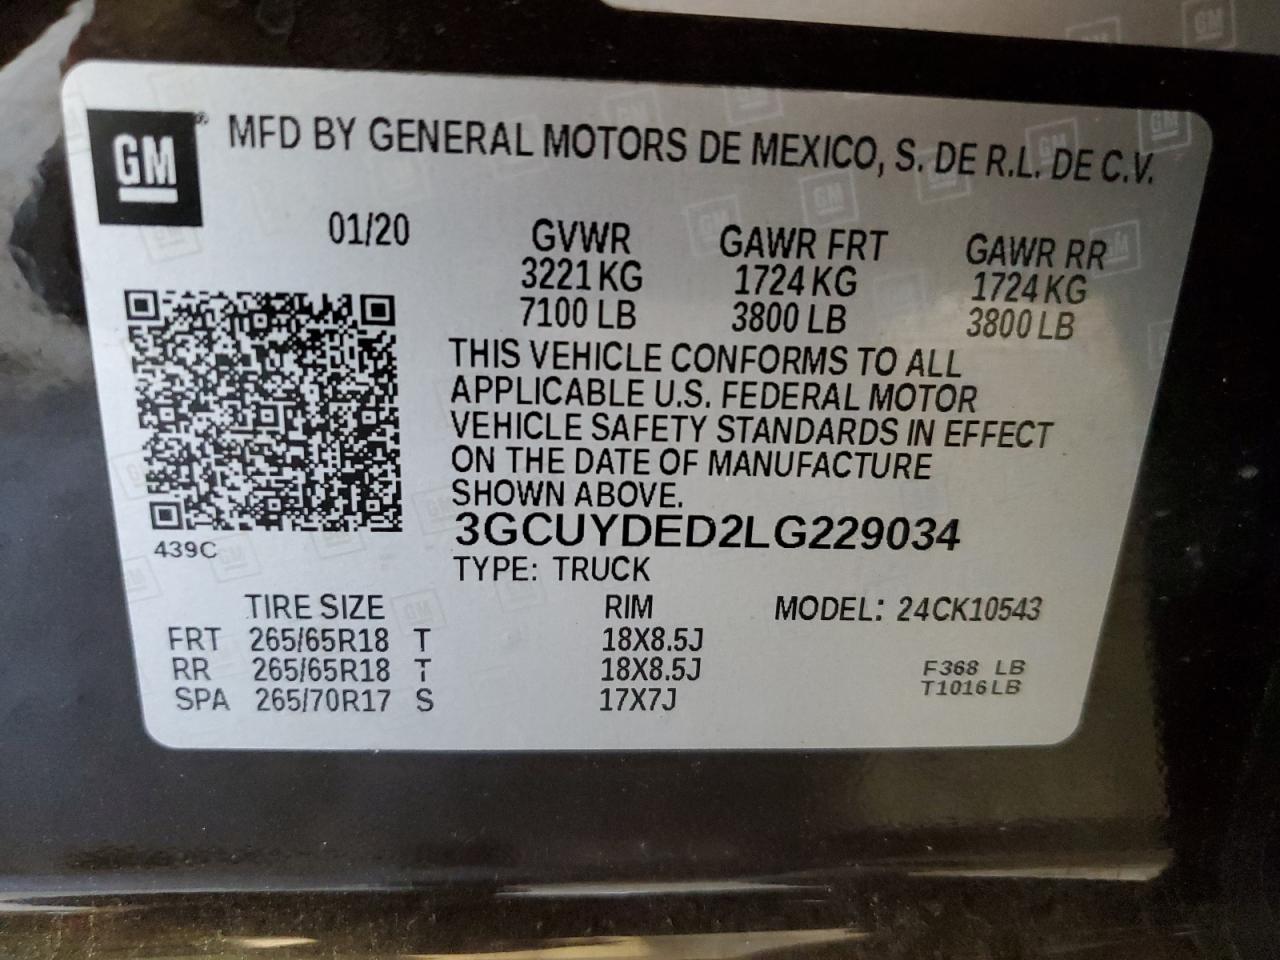 GM® MFD BY GENERAL MOTORS DE MEXICO, S. DE R.L. DE C.V.
01/20 GVWR GAWR FRT GAWR RR
3221 KG 1724 KG 1724 KG
7100 LB 3800 LB 3800 LB
THIS VEHICLE CONFORMS TO ALL
APPLICABLE U.S. FEDERAL MOTOR
VEHICLE SAFETY STANDARDS IN EFFECT
ON THE DATE OF MANUFACTURE
SHOWN ABOVE.
3GCUYDED2LG229034
439C
TYPE: TRUCK
TIRE SIZE RIM MODEL: 24CK10543
FRT 265/65R18 T 18X8.5J
RR 265/65R18 T 18X8.5J F368 LB
SPA 265/70R17 S 17X7J T1016LB